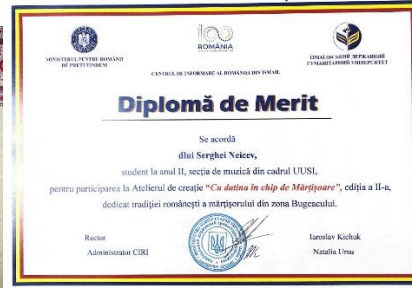 ROMÂNIA
MINISTERUL PENTRU ROMÂNII
DE PRETUTINDENI
ІЗМАЇЛЬСЬКИЙ ДЕРЖАВНИЙ
ГУМАНІТАРНИЙ УНІВЕРСИТЕТ
CENTRUL DE INFORMARE AL ROMÂNIEI DIN ISMAIL
Diplomă de Merit
Se acordă
dlui Serghei Neicev,
student la anul II, secția de muzică din cadrul UUSI,
pentru participarea la Atelierul de creație "Cu datina în chip de Mărțișoare", ediția a II-a,
dedicat tradiției românești a mărțișorului din zona Bugeacului.
Rector
Iaroslav Kichuk
Administrator CIRI
Natalia Ursu